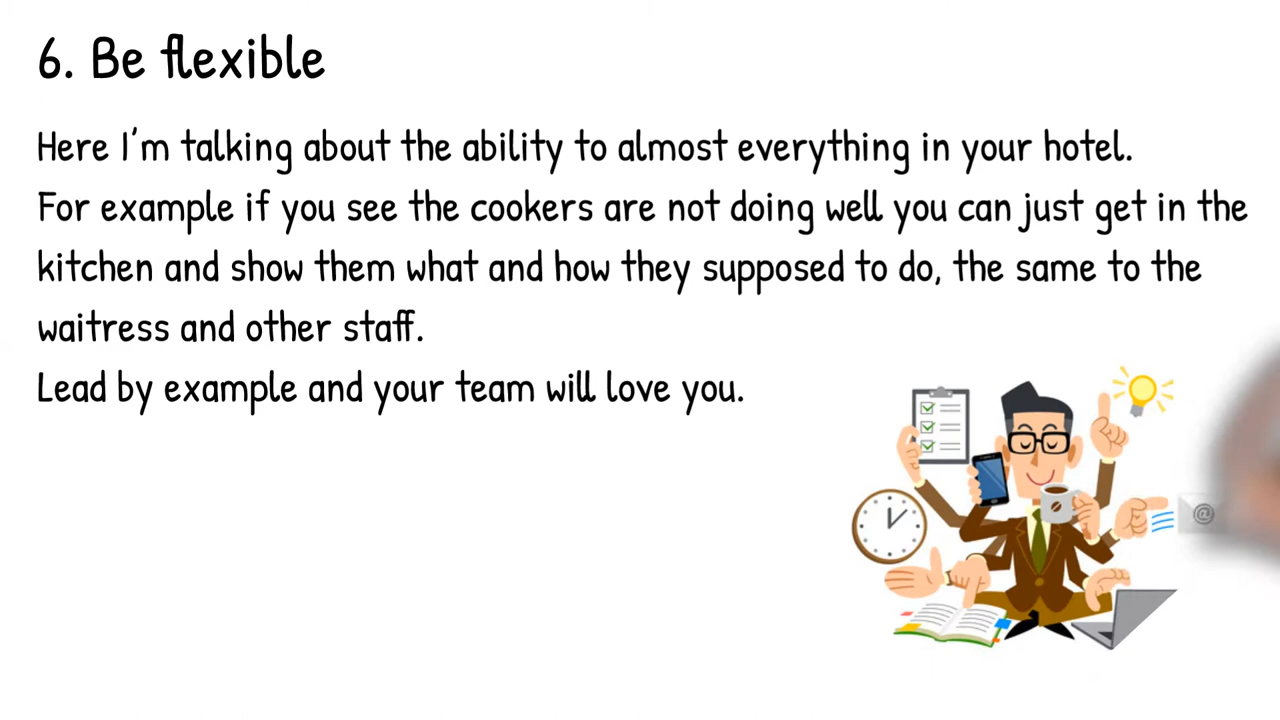 6. Be flexible
Here I'm talking about the ability to almost everything in your hotel.
For example if you see the cookers are not doing well you can just get in the
kitchen and show them what and how they supposed to do, the same to the
waitress and other staff.
Lead by example and your team will love you.
@